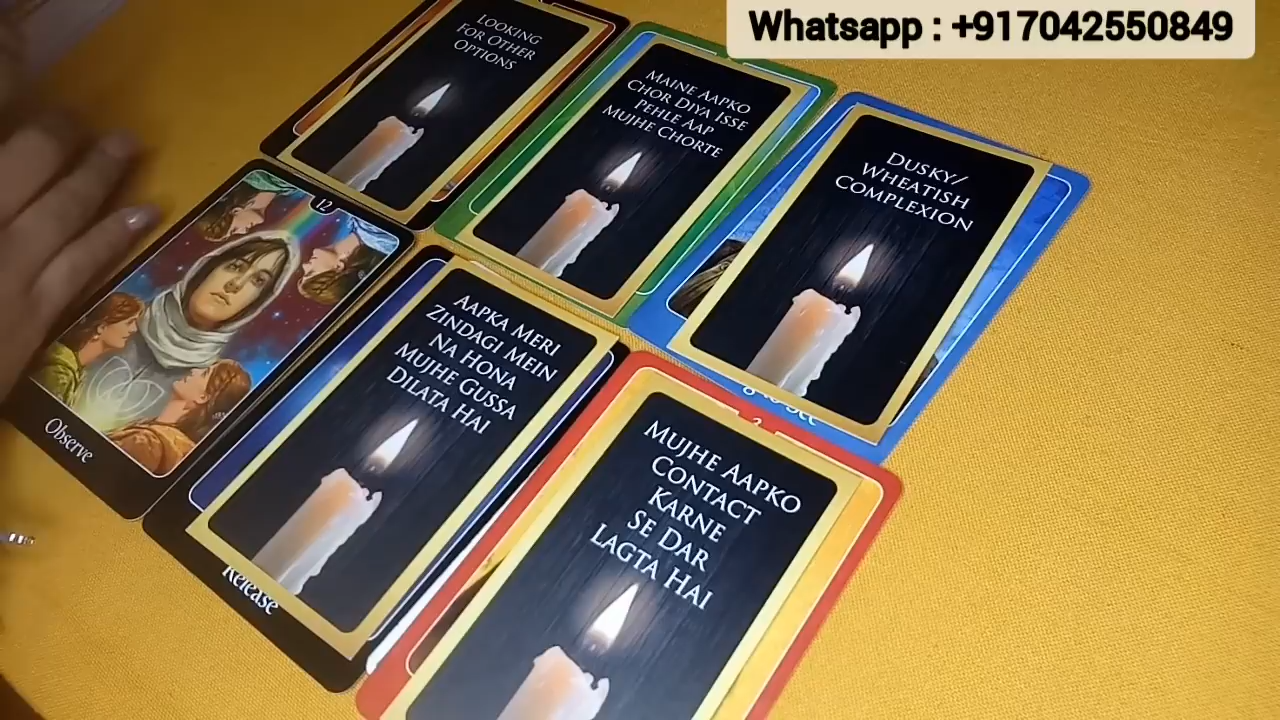 Whatsapp : +917042550849
LOOKING
FOR OTHER
OPTIONS
MAINE AAPKO
CHOR DIYA ISSE
PEHLE AAP
MUJHE CHORTE
DUSKY/
WHEATISH
COMPLEXION
12
Observe
AAPKA MERI
ZINDAGI MEIN
NA HONA
MUJHE GUSSA
DILATA HAI
Release
MUJHE AAPKO
CONTACT
KARNE
SE DAR
LAGTA HAI